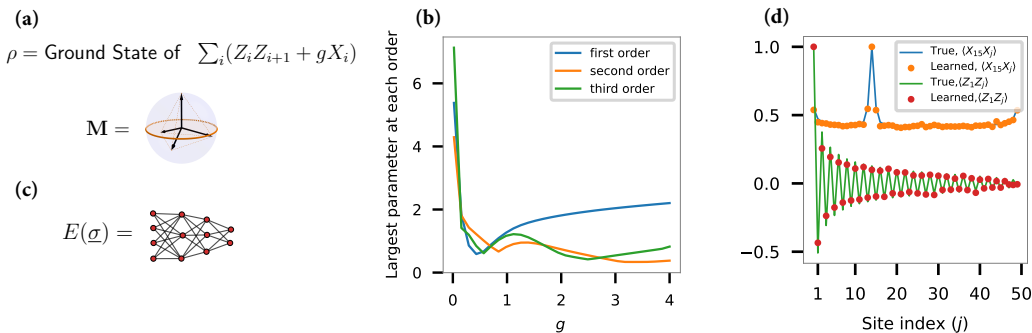 (a)
ρ = Ground State of ∑ᵢ(ZᵢZᵢ₊₁ + gXᵢ)
M =
(c)
E(σ) =
(b)
Largest parameter at each order
6
4
2
0
first order
second order
third order
0 1 2 3 4
g
(d)
1.0
0.5
0.0
−0.5
True, ⟨X₁₅Xⱼ⟩
Learned, ⟨X₁₅Xⱼ⟩
True,⟨Z₁Zⱼ⟩
Learned,⟨Z₁Zⱼ⟩
1 10 20 30 40 50
Site index (j)